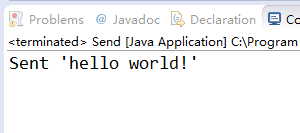 Problems @ Javadoc Declaration Co
<terminated> Send [Java Application] C:\Program
Sent 'hello world!'